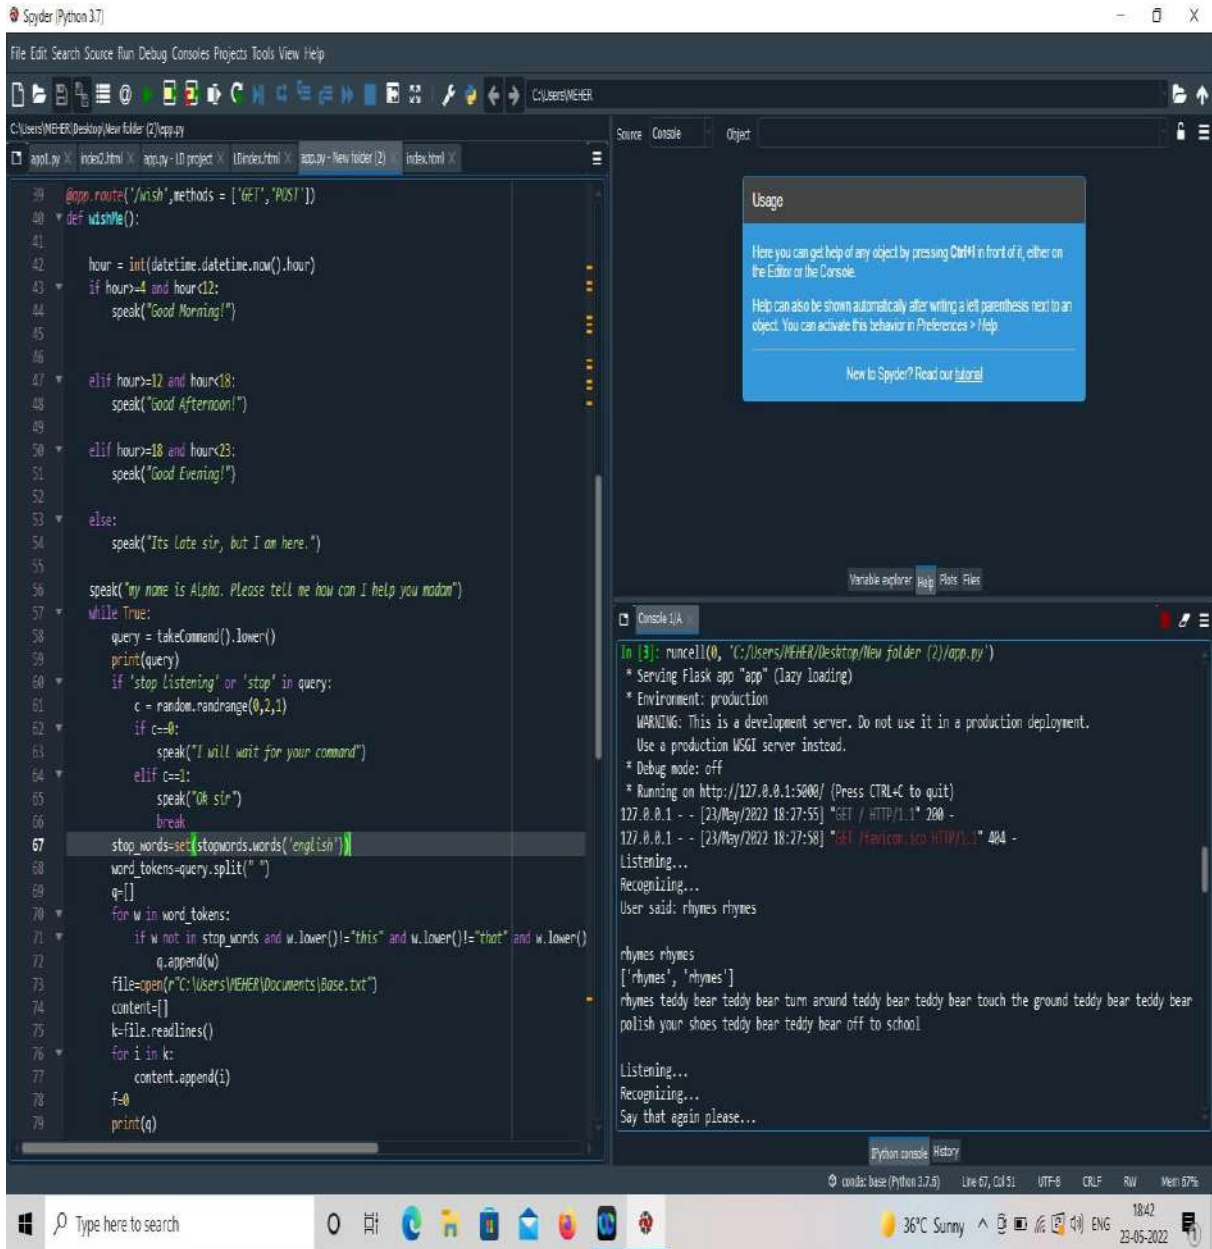 Spyder (Python 3.7)
File Edit Search Source Run Debug Consoles Projects Tools View Help
C:\Users\MEHER
C:\Users\MEHER\Desktop\New folder (2)\app.py
app1.py index2.html app.py - LD project LDindex.html app.py - New folder (2) index.html
39 @app.route('/wish',methods = ['GET','POST'])
40 def wishMe():
41
42 hour = int(datetime.datetime.now().hour)
43 if hour>=4 and hour<12:
44 speak("Good Morning!")
45
46
47 elif hour>=12 and hour<18:
48 speak("Good Afternoon!")
49
50 elif hour>=18 and hour<23:
51 speak("Good Evening!")
52
53 else:
54 speak("Its Late sir, but I am here.")
55
56 speak("my name is Alpha. Please tell me how can I help you madam")
57 while True:
58 query = takeCommand().lower()
59 print(query)
60 if 'stop listening' or 'stop' in query:
61 c = random.randrange(0,2,1)
62 if c==0:
63 speak("I will wait for your command")
64 elif c==1:
65 speak("Ok sir")
66 break
67 stop_words=set(stopwords.words('english'))
68 word_tokens=query.split(" ")
69 q=[]
70 for w in word_tokens:
71 if w not in stop_words and w.lower()!="this" and w.lower()!="that" and w.lower()
72 q.append(w)
73 file=open(r"C:\Users\MEHER\Documents\Base.txt")
74 content=[]
75 k=file.readlines()
76 for i in k:
77 content.append(i)
78 f=0
79 print(q)
Source Console Object
Usage
Here you can get help of any object by pressing Ctrl+I in front of it, either on
the Editor or the Console.
Help can also be shown automatically after writing a left parenthesis next to an
object. You can activate this behavior in Preferences > Help.
New to Spyder? Read our tutorial
Variable explorer Help Plots Files
Console 1/A
In [3]: runcell(0, 'C:/Users/MEHER/Desktop/New folder (2)/app.py')
* Serving Flask app "app" (lazy loading)
* Environment: production
WARNING: This is a development server. Do not use it in a production deployment.
Use a production WSGI server instead.
* Debug mode: off
* Running on http://127.0.0.1:5000/ (Press CTRL+C to quit)
127.0.0.1 - - [23/May/2022 18:27:55] "GET / HTTP/1.1" 200 -
127.0.0.1 - - [23/May/2022 18:27:58] "GET /favicon.ico HTTP/1.1" 404 -
Listening...
Recognizing...
User said: rhymes rhymes
rhymes rhymes
['rhymes', 'rhymes']
rhymes teddy bear teddy bear turn around teddy bear teddy bear touch the ground teddy bear teddy bear
polish your shoes teddy bear teddy bear off to school
Listening...
Recognizing...
Say that again please...
IPython console History
conda: base (Python 3.7.6) Line 67, Col 51 UTF-8 CRLF RW Mem 67%
Type here to search
36°C Sunny ENG 18:42
23-05-2022